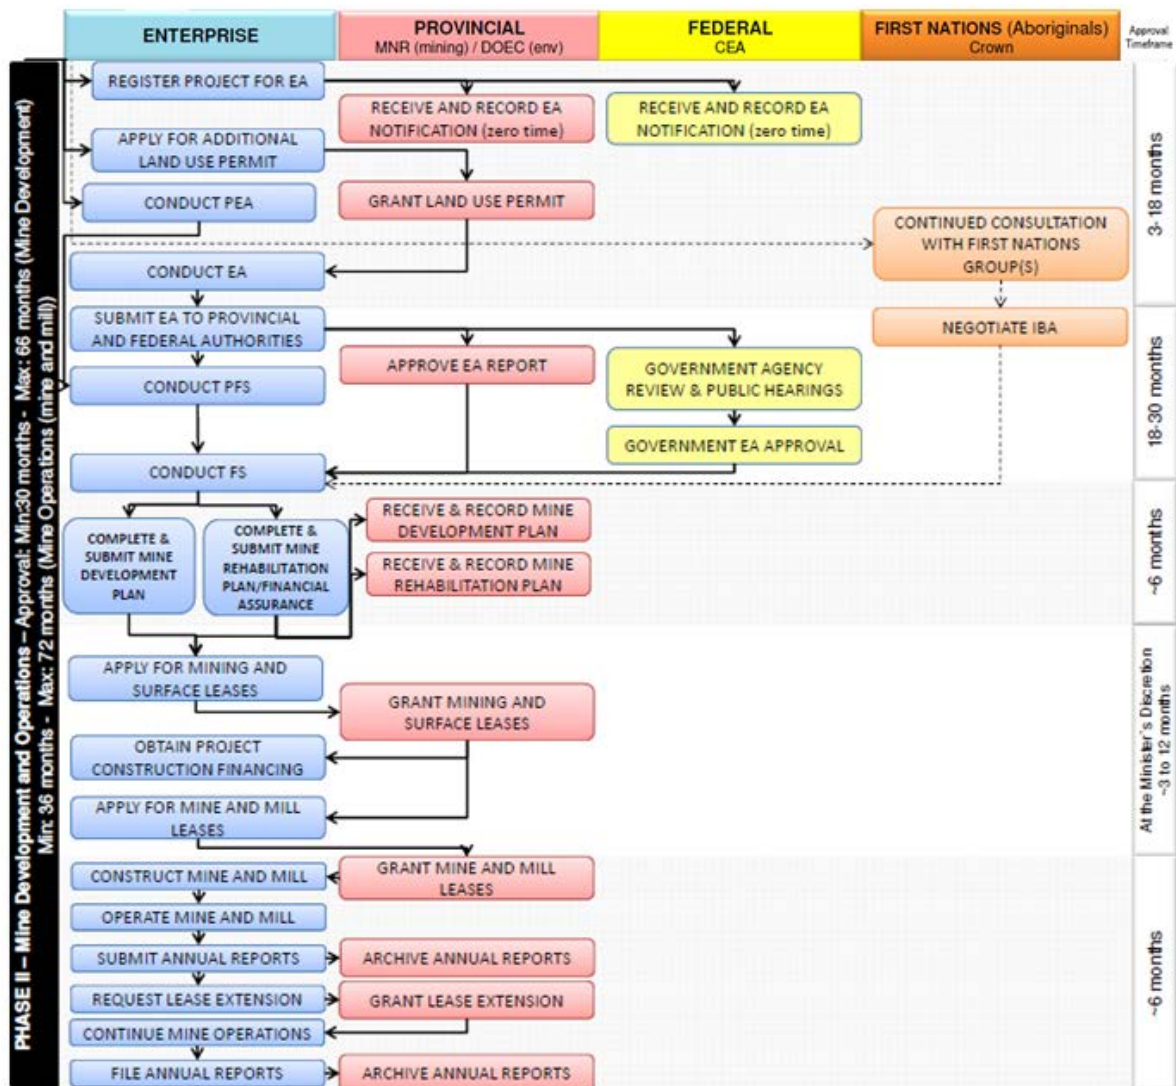 ENTERPRISE
PROVINCIAL
MNR (mining) / DOEC (env)
FEDERAL
CEA
FIRST NATIONS (Aboriginals)
Crown
Approval
Timeframe
PHASE II – Mine Development and Operations – Approval: Min:30 months - Max: 66 months (Mine Development)
Min: 36 months - Max: 72 months (Mine Operations (mine and mill))
REGISTER PROJECT FOR EA
RECEIVE AND RECORD EA
NOTIFICATION (zero time)
RECEIVE AND RECORD EA
NOTIFICATION (zero time)
APPLY FOR ADDITIONAL
LAND USE PERMIT
CONDUCT PEA
GRANT LAND USE PERMIT
CONTINUED CONSULTATION
WITH FIRST NATIONS
GROUP(S)
CONDUCT EA
3- 18 months
SUBMIT EA TO PROVINCIAL
AND FEDERAL AUTHORITIES
NEGOTIATE IBA
APPROVE EA REPORT
GOVERNMENT AGENCY
REVIEW & PUBLIC HEARINGS
CONDUCT PFS
GOVERNMENT EA APPROVAL
CONDUCT FS
18-30 months
COMPLETE &
SUBMIT MINE
DEVELOPMENT
PLAN
COMPLETE &
SUBMIT MINE
REHABILITATION
PLAN/FINANCIAL
ASSURANCE
RECEIVE & RECORD MINE
DEVELOPMENT PLAN
RECEIVE & RECORD MINE
REHABILITATION PLAN
~6 months
APPLY FOR MINING AND
SURFACE LEASES
GRANT MINING AND
SURFACE LEASES
OBTAIN PROJECT
CONSTRUCTION FINANCING
APPLY FOR MINE AND MILL
LEASES
At the Minister's Discretion
~3 to 12 months
GRANT MINE AND MILL
LEASES
CONSTRUCT MINE AND MILL
OPERATE MINE AND MILL
SUBMIT ANNUAL REPORTS
ARCHIVE ANNUAL REPORTS
REQUEST LEASE EXTENSION
GRANT LEASE EXTENSION
CONTINUE MINE OPERATIONS
FILE ANNUAL REPORTS
ARCHIVE ANNUAL REPORTS
~6 months